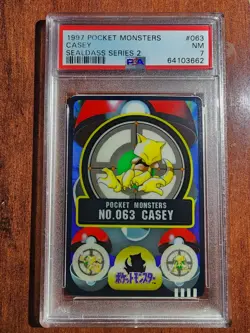 1997 POCKET MONSTERS #063
CASEY NM
SEALDASS SERIES 2 7
PSA 64103662
POCKET MONSTERS
NO.063 CASEY
ポケットモンスター